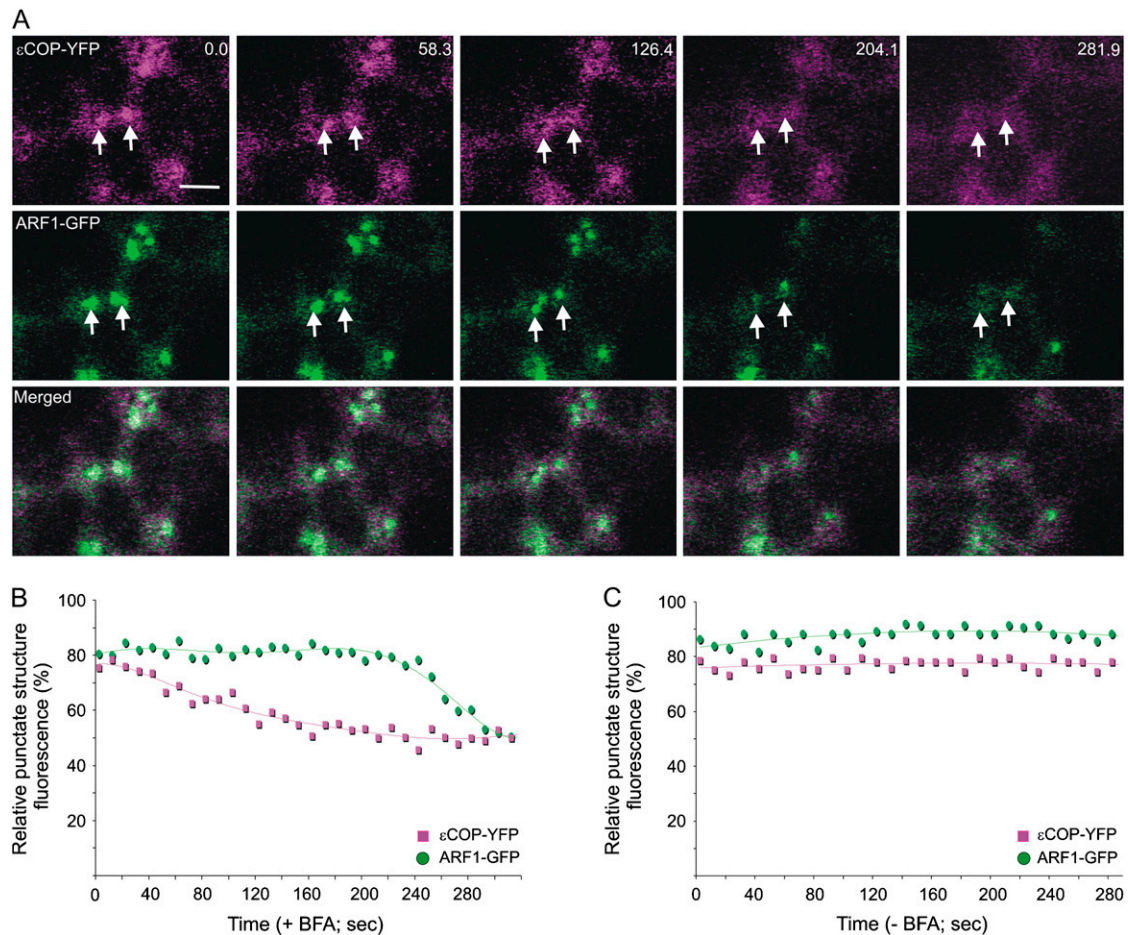 A
εCOP-YFP 0.0 58.3 126.4 204.1 281.9
ARF1-GFP
Merged
B
Relative punctate structure
fluorescence (%)
100
80
60
40
20
0 40 80 120 160 200 240 280
Time (+ BFA; sec)
εCOP-YFP
ARF1-GFP
C
Relative punctate structure
fluorescence (%)
100
80
60
40
20
0 40 80 120 160 200 240 280
Time (- BFA; sec)
εCOP-YFP
ARF1-GFP